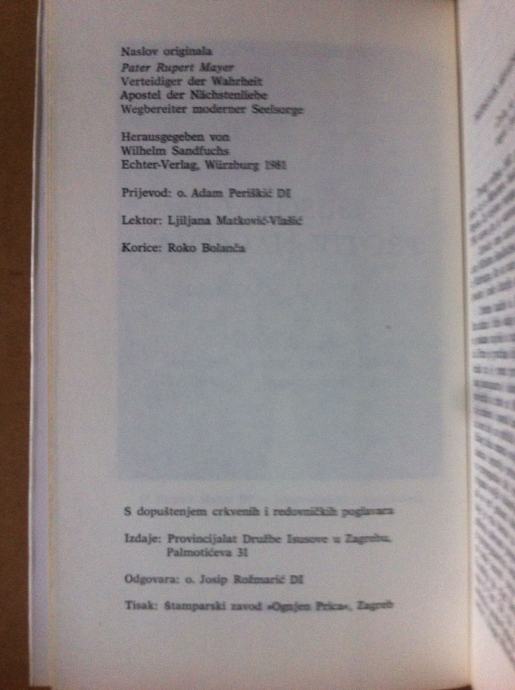 Naslov originala
Pater Rupert Mayer
Verteidiger der Wahrheit
Apostel der Nächstenliebe
Wegbereiter moderner Seelsorge
Herausgegeben von
Wilhelm Sandfuchs
Echter-Verlag, Würzburg 1981
Prijevod: o. Adam Periškić DI
Lektor: Ljiljana Matković-Vlašić
Korice: Roko Bolanča
S dopuštenjem crkvenih i redovničkih poglavara
Izdaje: Provincijalat Družbe Isusove u Zagrebu,
Palmotićeva 31
Odgovara: o. Josip Rožmarić DI
Tisak: Štamparski zavod »Ognjen Prica«, Zagreb